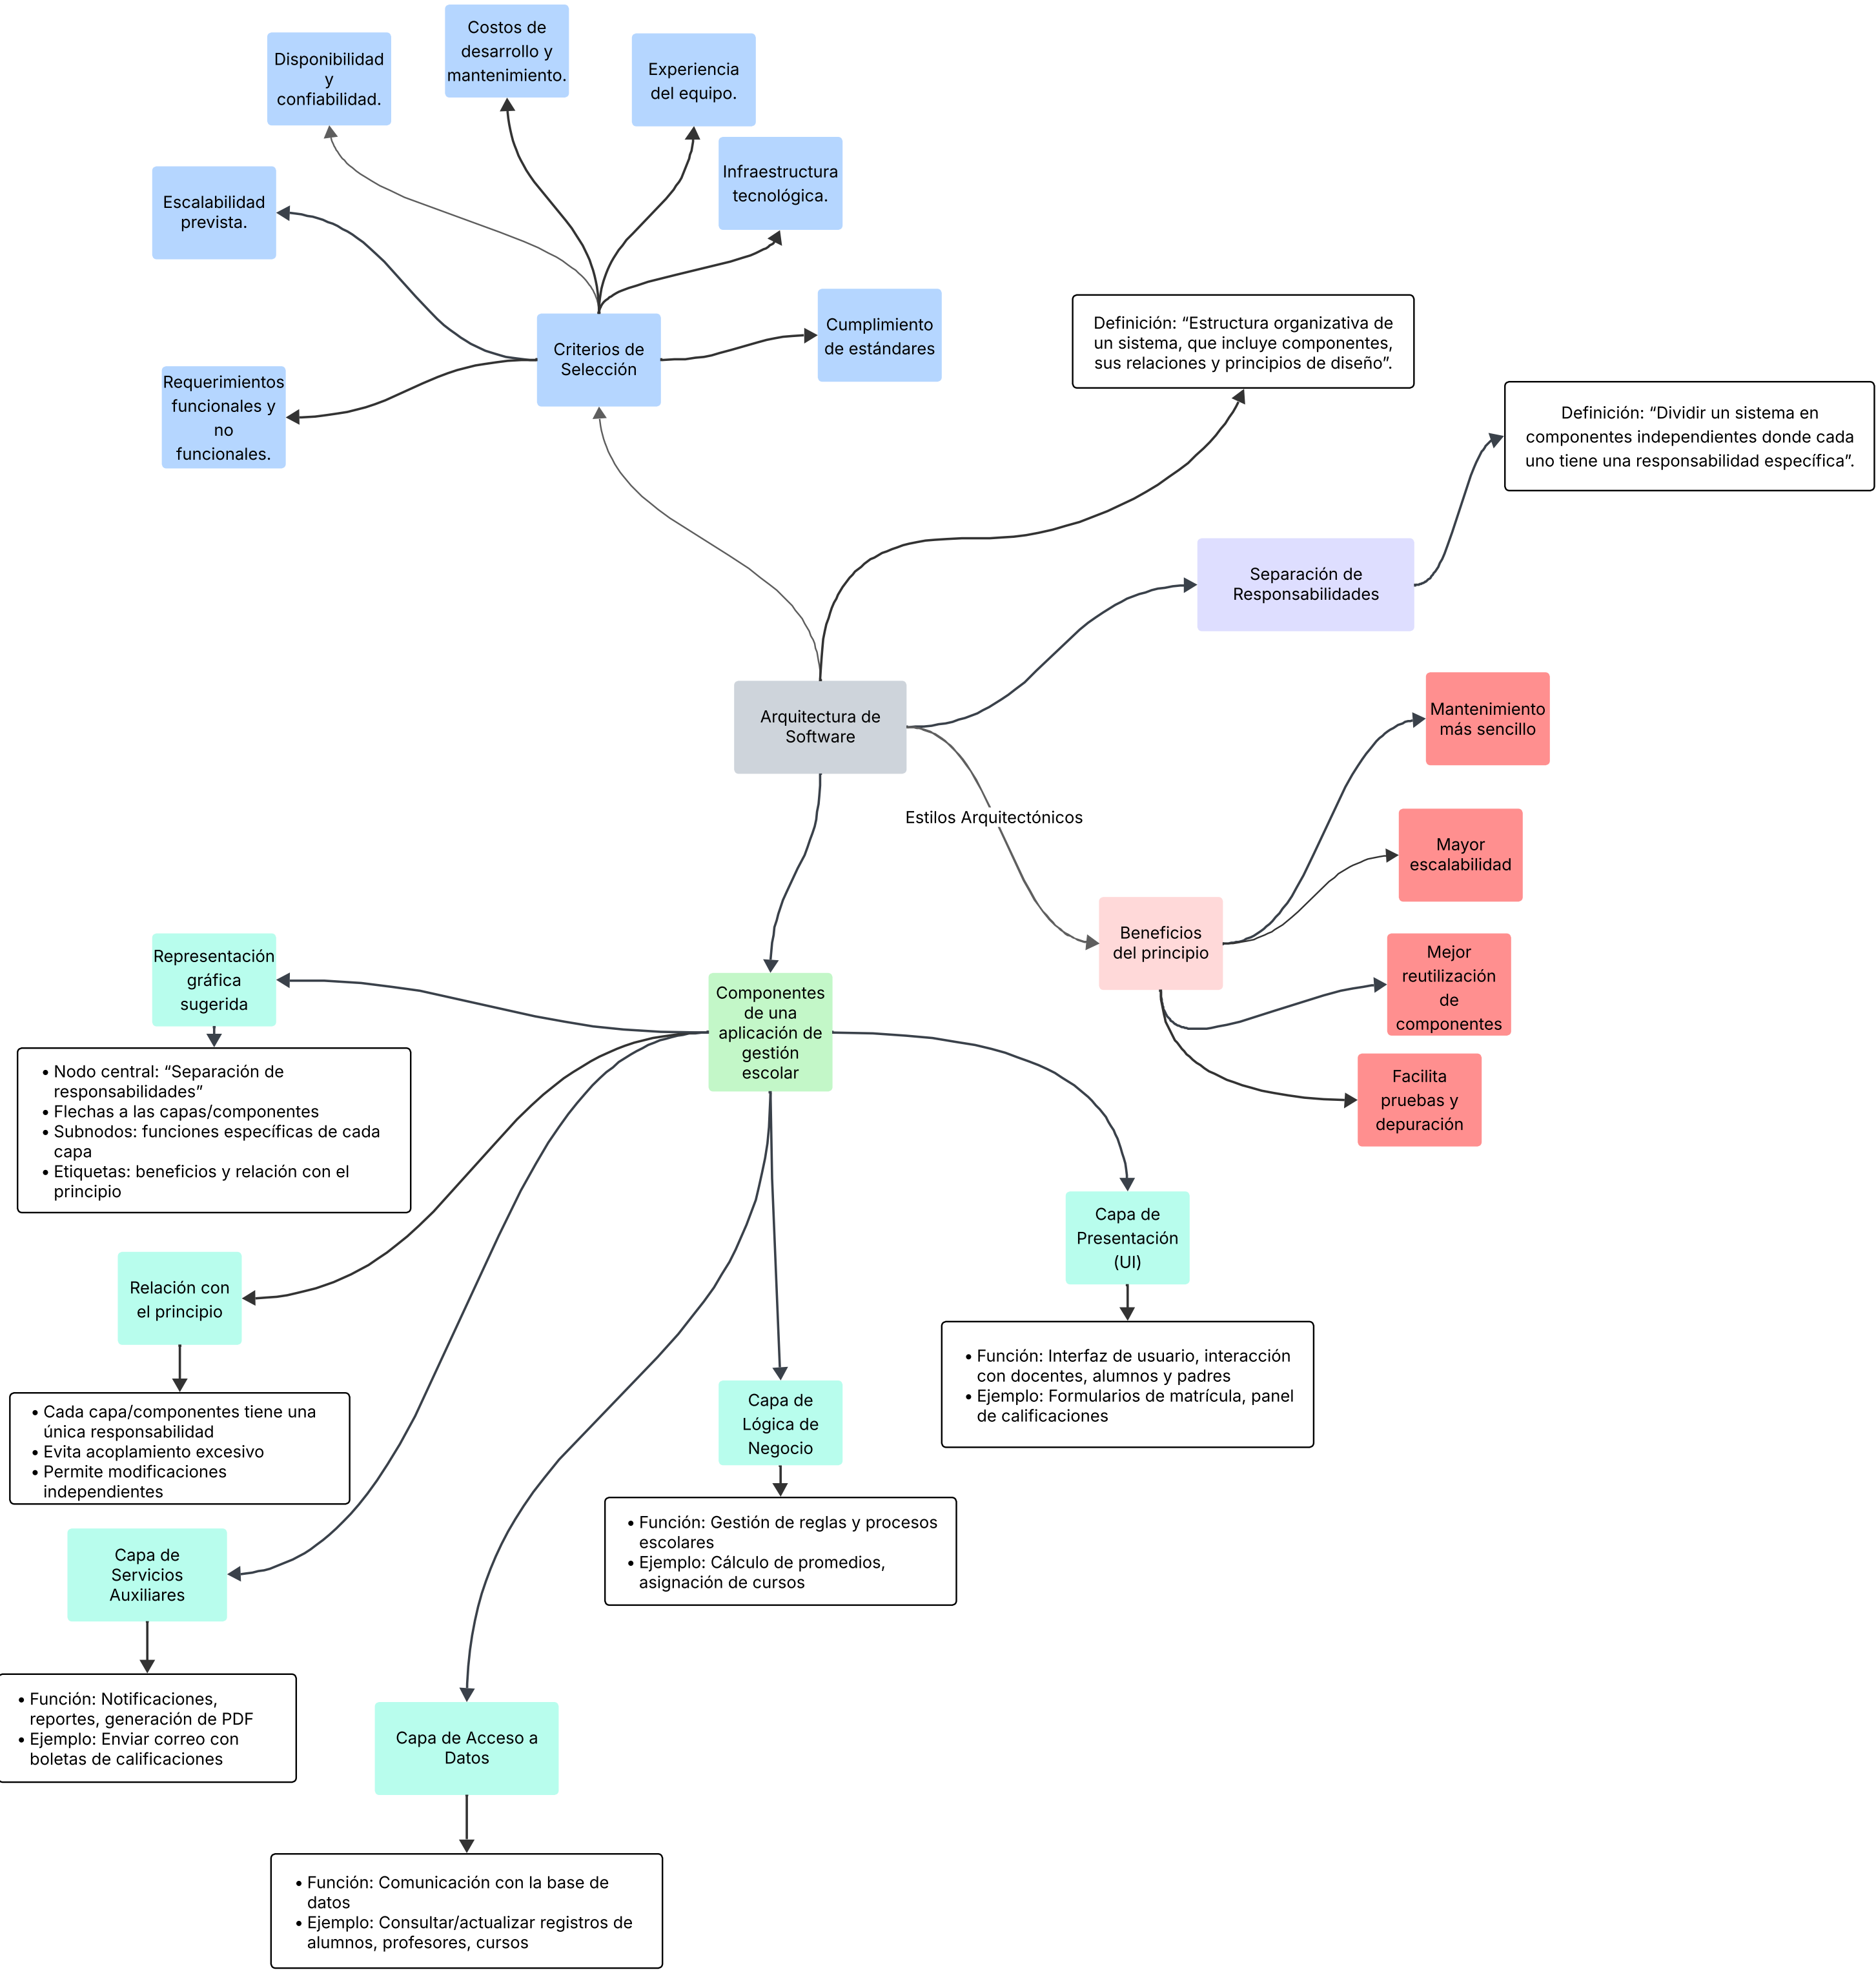 Costos de
desarrollo y
mantenimiento.
Disponibilidad
y
confiabilidad.
Experiencia
del equipo.
Infraestructura
tecnológica.
Escalabilidad
prevista.
Cumplimiento
de estándares
Criterios de
Selección
Requerimientos
funcionales y
no
funcionales.
Definición: “Estructura organizativa de
un sistema, que incluye componentes,
sus relaciones y principios de diseño”.
Definición: “Dividir un sistema en
componentes independientes donde cada
uno tiene una responsabilidad específica”.
Separación de
Responsabilidades
Arquitectura de
Software
Mantenimiento
más sencillo
Estilos Arquitectónicos
Mayor
escalabilidad
Beneficios
del principio
Mejor
reutilización
de
componentes
Facilita
pruebas y
depuración
Componentes
de una
aplicación de
gestión
escolar
Representación
gráfica
sugerida
• Nodo central: “Separación de
responsabilidades”
• Flechas a las capas/componentes
• Subnodos: funciones específicas de cada
capa
• Etiquetas: beneficios y relación con el
principio
Relación con
el principio
• Cada capa/componentes tiene una
única responsabilidad
• Evita acoplamiento excesivo
• Permite modificaciones
independientes
Capa de
Presentación
(UI)
• Función: Interfaz de usuario, interacción
con docentes, alumnos y padres
• Ejemplo: Formularios de matrícula, panel
de calificaciones
Capa de
Lógica de
Negocio
• Función: Gestión de reglas y procesos
escolares
• Ejemplo: Cálculo de promedios,
asignación de cursos
Capa de
Servicios
Auxiliares
• Función: Notificaciones,
reportes, generación de PDF
• Ejemplo: Enviar correo con
boletas de calificaciones
Capa de Acceso a
Datos
• Función: Comunicación con la base de
datos
• Ejemplo: Consultar/actualizar registros de
alumnos, profesores, cursos